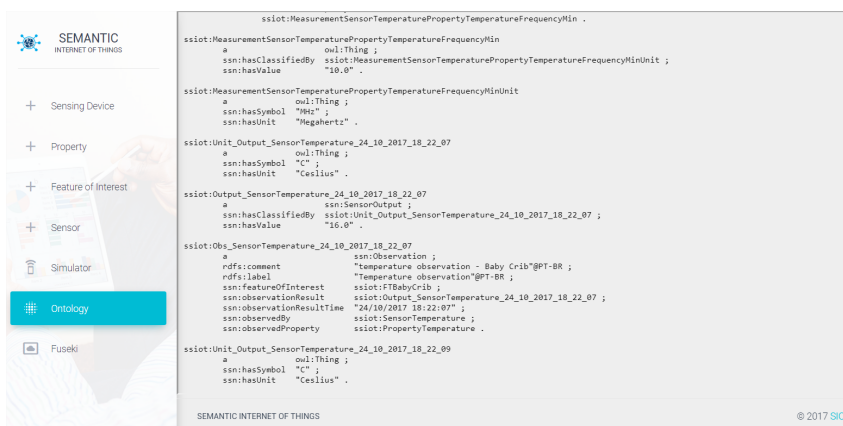 SEMANTIC
INTERNET OF THINGS
Sensing Device
Property
Feature of Interest
Sensor
Simulator
Ontology
Fuseki
ssiot:MeasurementSensorTemperaturePropertyTemperatureFrequencyMin .
ssiot:MeasurementSensorTemperaturePropertyTemperatureFrequencyMin
a owl:Thing ;
ssn:hasClassifiedBy ssiot:MeasurementSensorTemperaturePropertyTemperatureFrequencyMinUnit ;
ssn:hasValue "10.0" .
ssiot:MeasurementSensorTemperaturePropertyTemperatureFrequencyMinUnit
a owl:Thing ;
ssn:hasSymbol "MHz" ;
ssn:hasUnit "Megahertz" .
ssiot:Unit_Output_SensorTemperature_24_10_2017_18_22_07
a owl:Thing ;
ssn:hasSymbol "C" ;
ssn:hasUnit "Ceslius" .
ssiot:Output_SensorTemperature_24_10_2017_18_22_07
a ssn:SensorOutput ;
ssn:hasClassifiedBy ssiot:Unit_Output_SensorTemperature_24_10_2017_18_22_07 ;
ssn:hasValue "16.0" .
ssiot:Obs_SensorTemperature_24_10_2017_18_22_07
a ssn:Observation ;
rdfs:comment "temperature observation - Baby Crib"@PT-BR ;
rdfs:label "Temperature observation"@PT-BR ;
ssn:featureOfInterest ssiot:FTBabyCrib ;
ssn:observationResult ssiot:Output_SensorTemperature_24_10_2017_18_22_07 ;
ssn:observationResultTime "24/10/2017 18:22:07" ;
ssn:observedBy ssiot:SensorTemperature ;
ssn:observedProperty ssiot:PropertyTemperature .
ssiot:Unit_Output_SensorTemperature_24_10_2017_18_22_09
a owl:Thing ;
ssn:hasSymbol "C" ;
ssn:hasUnit "Ceslius" .
SEMANTIC INTERNET OF THINGS
© 2017